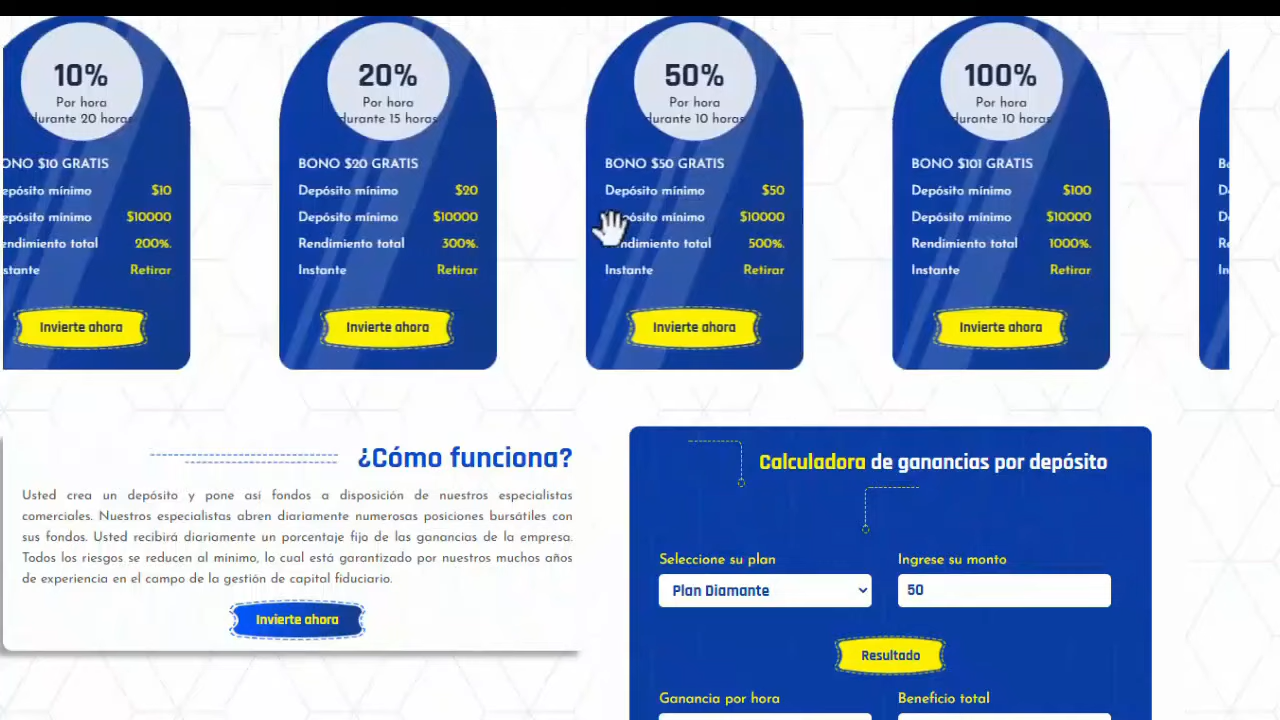 10%
Por hora
durante 20 horas
ONO $10 GRATIS
epósito mínimo $10
epósito mínimo $10000
endimiento total 200%.
stante Retirar
Invierte ahora
20%
Por hora
durante 15 horas
BONO $20 GRATIS
Depósito mínimo $20
Depósito mínimo $10000
Rendimiento total 300%.
Instante Retirar
Invierte ahora
50%
Por hora
durante 10 horas
BONO $50 GRATIS
Depósito mínimo $50
pósito mínimo $10000
ndimiento total 500%.
Instante Retirar
Invierte ahora
100%
Por hora
durante 10 horas
BONO $101 GRATIS
Depósito mínimo $100
Depósito mínimo $10000
Rendimiento total 1000%.
Instante Retirar
Invierte ahora
¿Cómo funciona?
Usted crea un depósito y pone así fondos a disposición de nuestros especialistas
comerciales. Nuestros especialistas abren diariamente numerosas posiciones bursátiles con
sus fondos. Usted recibirá diariamente un porcentaje fijo de las ganancias de la empresa.
Todos los riesgos se reducen al mínimo, lo cual está garantizado por nuestros muchos años
de experiencia en el campo de la gestión de capital fiduciario.
Invierte ahora
Calculadora de ganancias por depósito
Seleccione su plan
Ingrese su monto
Plan Diamante
50
Resultado
Ganancia por hora
Beneficio total